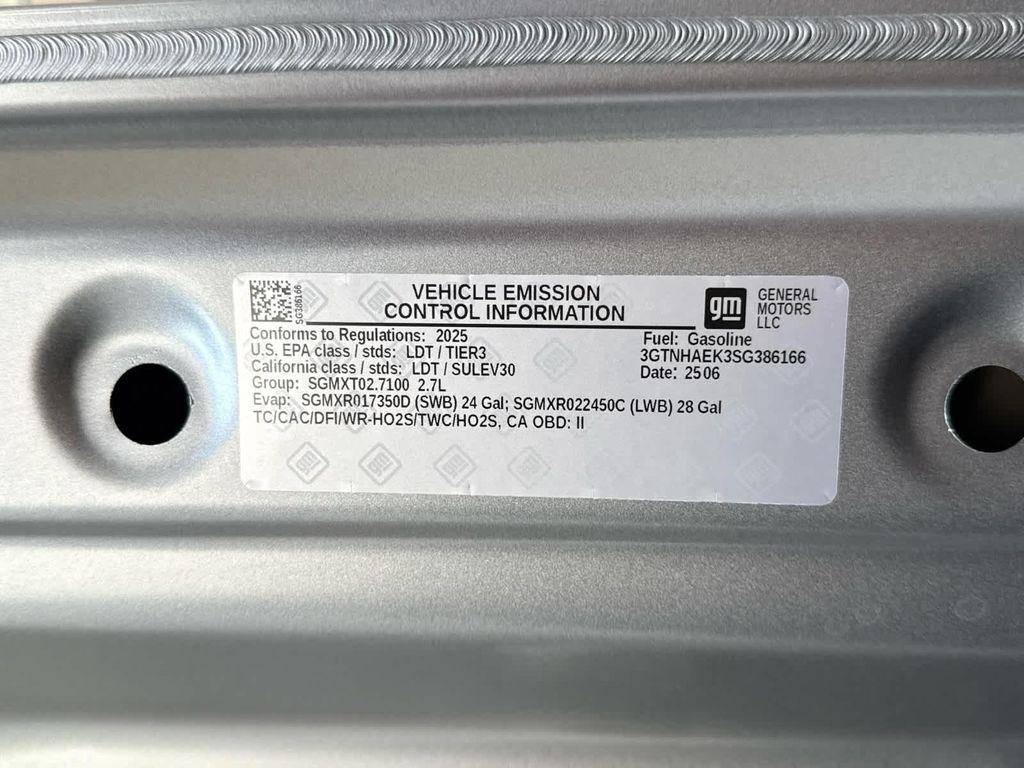 SG386166
VEHICLE EMISSION
CONTROL INFORMATION
gm
GENERAL
MOTORS
LLC
Conforms to Regulations: 2025
U.S. EPA class / stds: LDT / TIER3
California class / stds: LDT / SULEV30
Group: SGMXT02.7100 2.7L
Evap: SGMXR017350D (SWB) 24 Gal; SGMXR022450C (LWB) 28 Gal
TC/CAC/DFI/WR-HO2S/TWC/HO2S, CA OBD: II
Fuel: Gasoline
3GTNHAEK3SG386166
Date: 2506